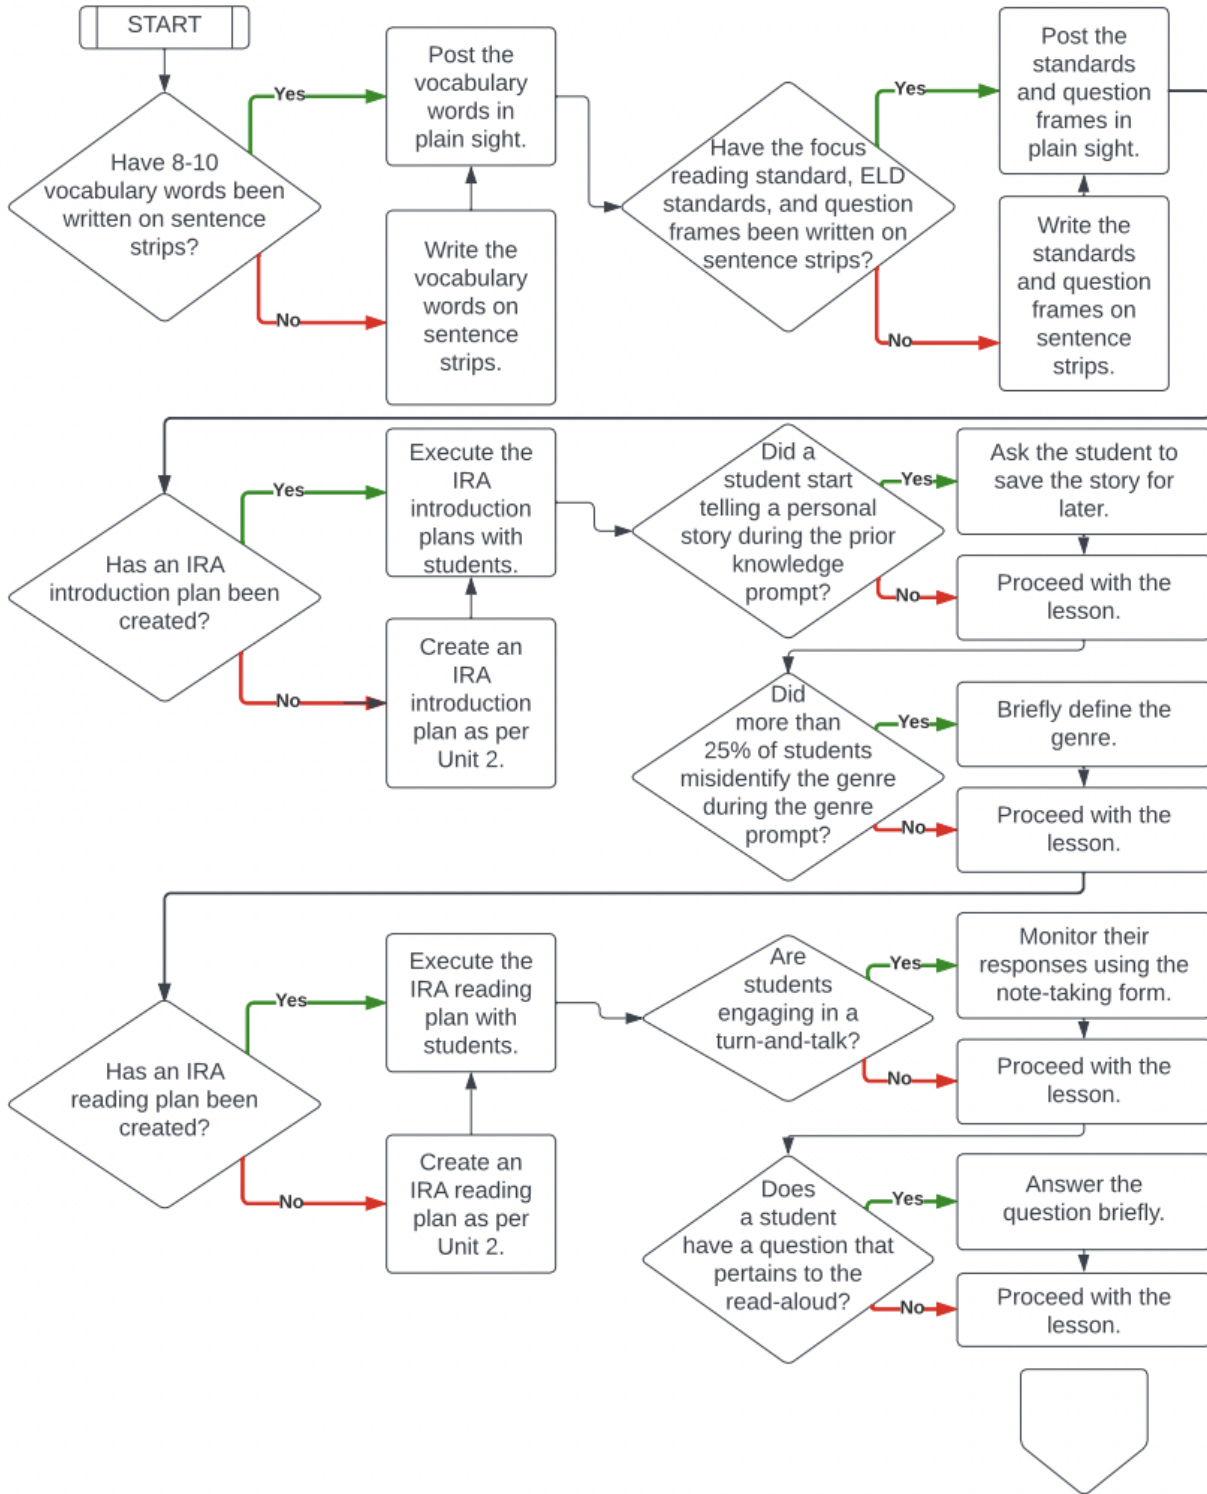 START
Have 8-10
vocabulary words been
written on sentence
strips?
Yes
No
Post the
vocabulary
words in
plain sight.
Write the
vocabulary
words on
sentence
strips.
Have the focus
reading standard, ELD
standards, and question
frames been written on
sentence strips?
Yes
No
Post the
standards
and question
frames in
plain sight.
Write the
standards
and question
frames on
sentence
strips.
Has an IRA
introduction plan been
created?
Yes
No
Execute the
IRA
introduction
plans with
students.
Create an
IRA
introduction
plan as per
Unit 2.
Did a
student start
telling a personal
story during the prior
knowledge
prompt?
Yes
No
Ask the student to
save the story for
later.
Proceed with the
lesson.
Did
more than
25% of students
misidentify the genre
during the genre
prompt?
Yes
No
Briefly define the
genre.
Proceed with the
lesson.
Has an IRA
reading plan been
created?
Yes
No
Execute the
IRA reading
plan with
students.
Create an
IRA reading
plan as per
Unit 2.
Are
students
engaging in a
turn-and-talk?
Yes
No
Monitor their
responses using the
note-taking form.
Proceed with the
lesson.
Does
a student
have a question that
pertains to the
read-aloud?
Yes
No
Answer the
question briefly.
Proceed with the
lesson.